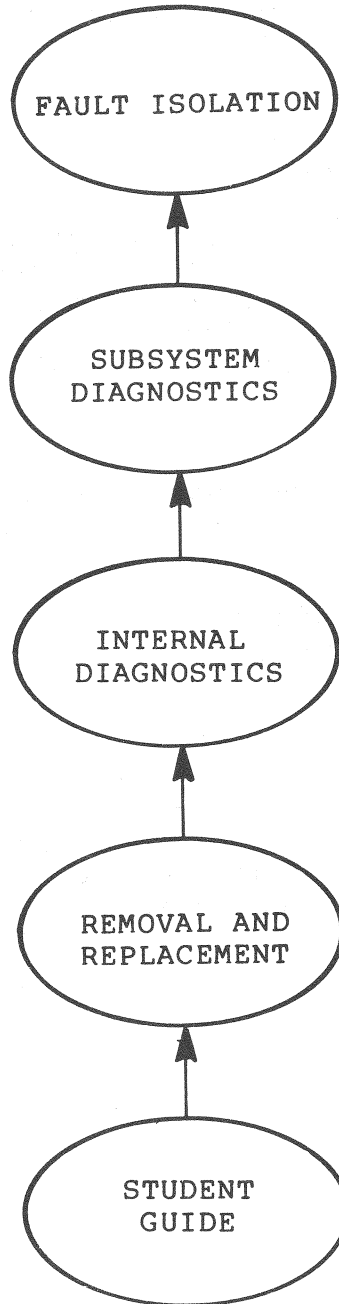 FAULT ISOLATION
SUBSYSTEM
DIAGNOSTICS
INTERNAL
DIAGNOSTICS
REMOVAL AND
REPLACEMENT
STUDENT
GUIDE